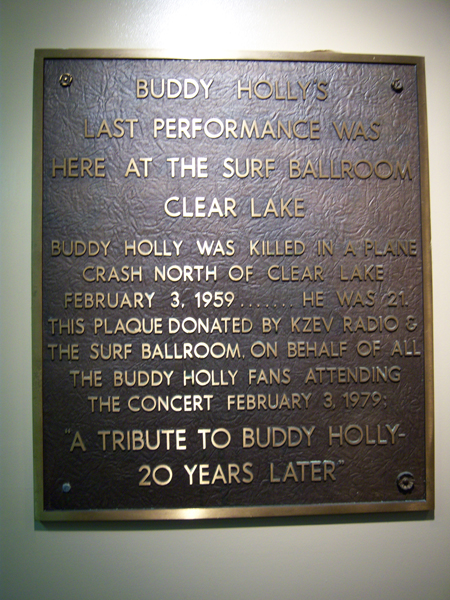 BUDDY HOLLY'S
LAST PERFORMANCE WAS
HERE AT THE SURF BALLROOM
CLEAR LAKE
BUDDY HOLLY WAS KILLED IN A PLANE
CRASH NORTH OF CLEAR LAKE
FEBRUARY 3, 1959....... HE WAS 21.
THIS PLAQUE DONATED BY KZEV RADIO &
THE SURF BALLROOM, ON BEHALF OF ALL
THE BUDDY HOLLY FANS ATTENDING
THE CONCERT FEBRUARY 3, 1979;
"A TRIBUTE TO BUDDY HOLLY-
20 YEARS LATER"